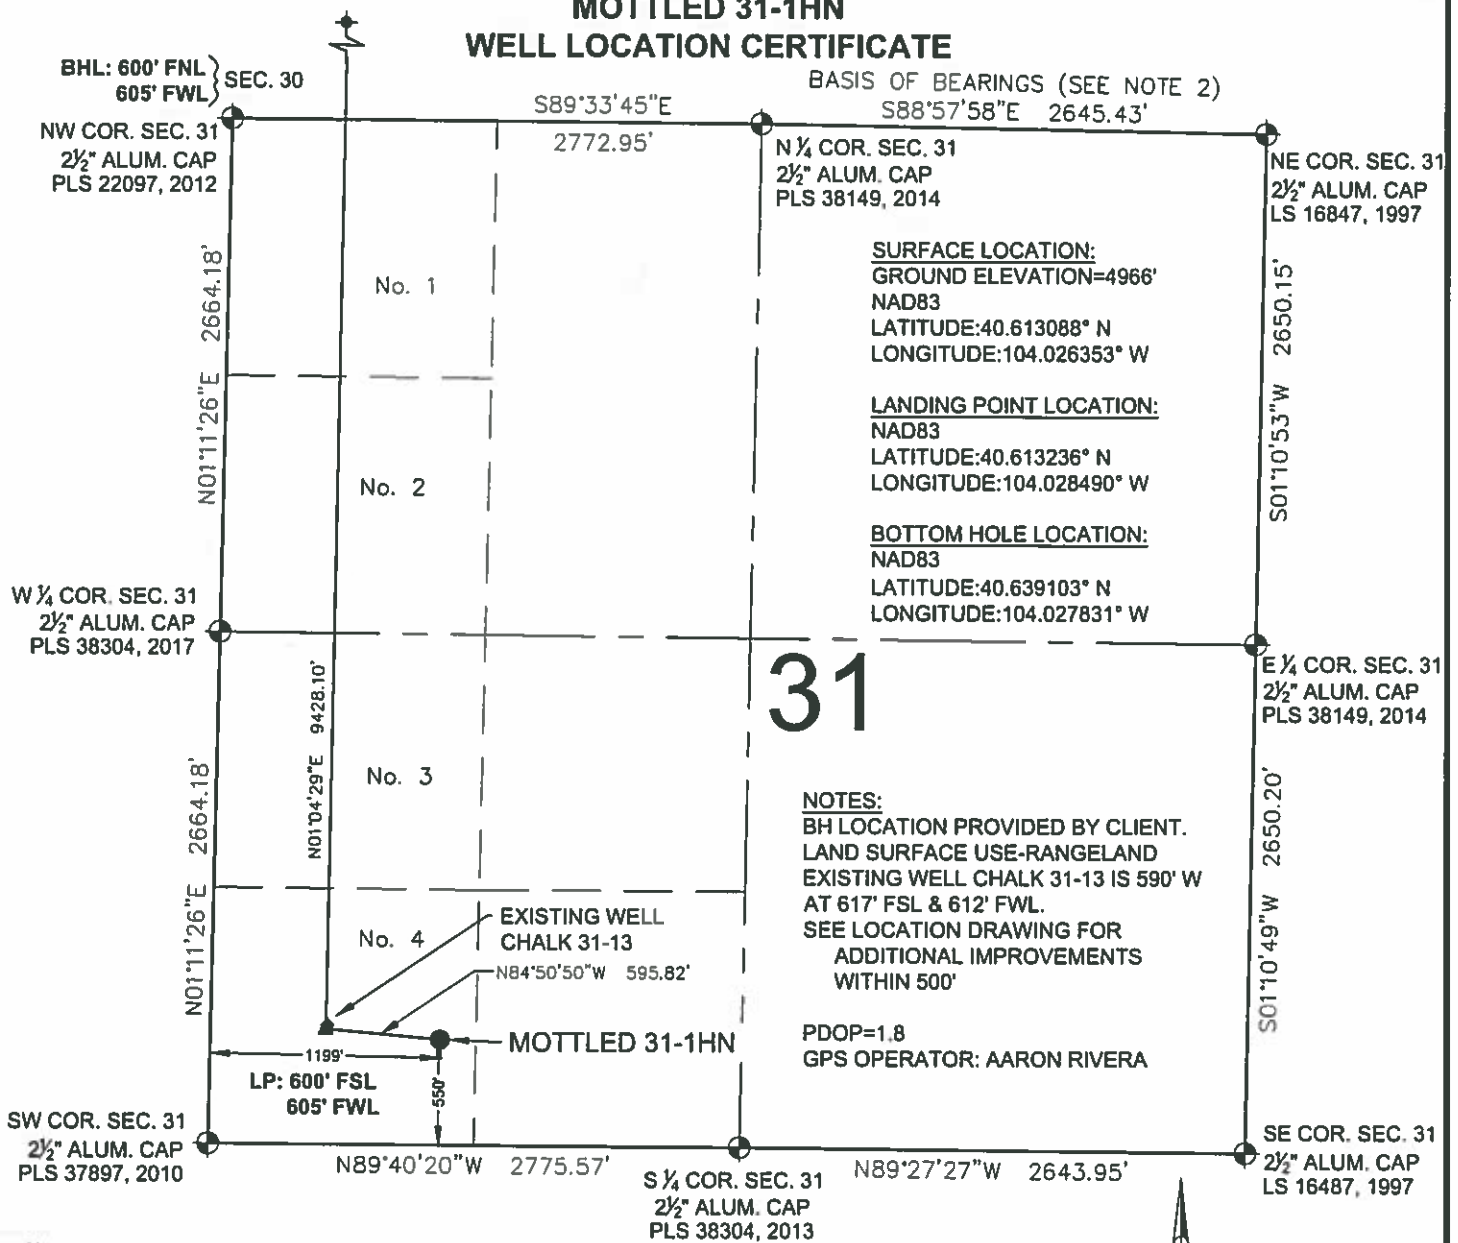 MOTTLED 31-1HN
WELL LOCATION CERTIFICATE
BHL: 600' FNL
605' FWL
SEC. 30
BASIS OF BEARINGS (SEE NOTE 2)
S89°33'45"E
2772.95'
S88°57'58"E 2645.43'
NW COR. SEC. 31
2½" ALUM. CAP
PLS 22097, 2012
N ¼ COR. SEC. 31
2½" ALUM. CAP
PLS 38149, 2014
NE COR. SEC. 31
2½" ALUM. CAP
LS 16847, 1997
N01°11'26"E 2664.18'
No. 1
No. 2
SURFACE LOCATION:
GROUND ELEVATION=4966'
NAD83
LATITUDE:40.613088° N
LONGITUDE:104.026353° W
LANDING POINT LOCATION:
NAD83
LATITUDE:40.613236° N
LONGITUDE:104.028490° W
BOTTOM HOLE LOCATION:
NAD83
LATITUDE:40.639103° N
LONGITUDE:104.027831° W
S01°10'53"W 2650.15'
W ¼ COR. SEC. 31
2½" ALUM. CAP
PLS 38304, 2017
31
E ¼ COR. SEC. 31
2½" ALUM. CAP
PLS 38149, 2014
N01°04'29"E 9428.10'
N01°11'26"E 2664.18'
No. 3
No. 4
EXISTING WELL
CHALK 31-13
N84°50'50"W 595.82'
MOTTLED 31-1HN
1199'
550'
LP: 600' FSL
605' FWL
NOTES:
BH LOCATION PROVIDED BY CLIENT.
LAND SURFACE USE-RANGELAND
EXISTING WELL CHALK 31-13 IS 590' W
AT 617' FSL & 612' FWL.
SEE LOCATION DRAWING FOR
ADDITIONAL IMPROVEMENTS
WITHIN 500'
PDOP=1.8
GPS OPERATOR: AARON RIVERA
S01°10'49"W 2650.20'
SW COR. SEC. 31
2½" ALUM. CAP
PLS 37897, 2010
N89°40'20"W 2775.57'
S ¼ COR. SEC. 31
2½" ALUM. CAP
PLS 38304, 2013
N89°27'27"W 2643.95'
SE COR. SEC. 31
2½" ALUM. CAP
LS 16487, 1997